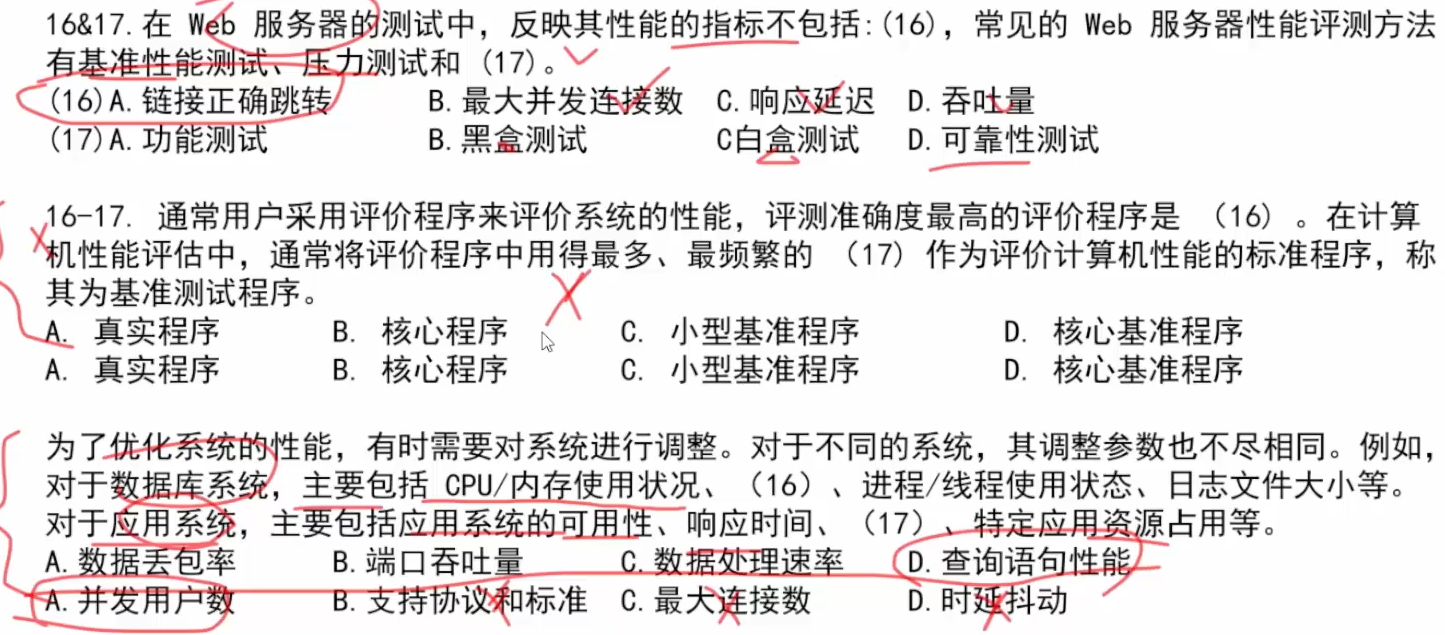 16&17.在 Web 服务器的测试中，反映其性能的指标不包括:(16)，常见的 Web 服务器性能评测方法
有基准性能测试、压力测试和 (17)。
(16)A.链接正确跳转 B.最大并发连接数 C.响应延迟 D.吞吐量
(17)A.功能测试 B.黑盒测试 C白盒测试 D.可靠性测试
16-17. 通常用户采用评价程序来评价系统的性能，评测准确度最高的评价程序是 （16）。在计算
机性能评估中，通常将评价程序中用得最多、最频繁的 （17）作为评价计算机性能的标准程序，称
其为基准测试程序。
A. 真实程序 B. 核心程序 C. 小型基准程序 D. 核心基准程序
A. 真实程序 B. 核心程序 C. 小型基准程序 D. 核心基准程序
为了优化系统的性能，有时需要对系统进行调整。对于不同的系统，其调整参数也不尽相同。例如，
对于数据库系统，主要包括 CPU/内存使用状况、（16）、进程/线程使用状态、日志文件大小等。
对于应用系统，主要包括应用系统的可用性、响应时间、（17）、特定应用资源占用等。
A.数据丢包率 B.端口吞吐量 C.数据处理速率 D.查询语句性能
A.并发用户数 B.支持协议和标准 C.最大连接数 D.时延抖动